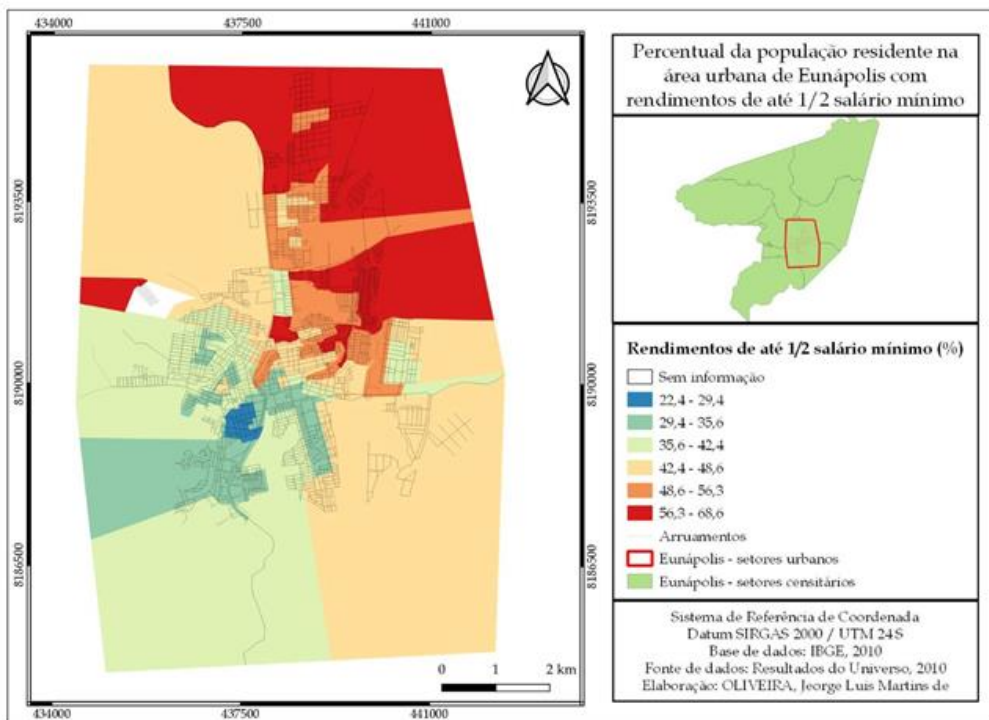 434000 437500 441000
8193500
8190000
8186500
0 1 2 km
434000 437500 441000
8193500
8190000
8186500
Percentual da população residente na
área urbana de Eunápolis com
rendimentos de até 1/2 salário mínimo
Rendimentos de até 1/2 salário mínimo (%)
Sem informação
22,4 - 29,4
29,4 - 35,6
35,6 - 42,4
42,4 - 48,6
48,6 - 56,3
56,3 - 68,6
Arruamentos
Eunápolis - setores urbanos
Eunápolis - setores censitários
Sistema de Referência de Coordenada
Datum SIRGAS 2000 / UTM 24S
Base de dados: IBGE, 2010
Fonte de dados: Resultados do Universo, 2010
Elaboração: OLIVEIRA, Jeorge Luis Martins de